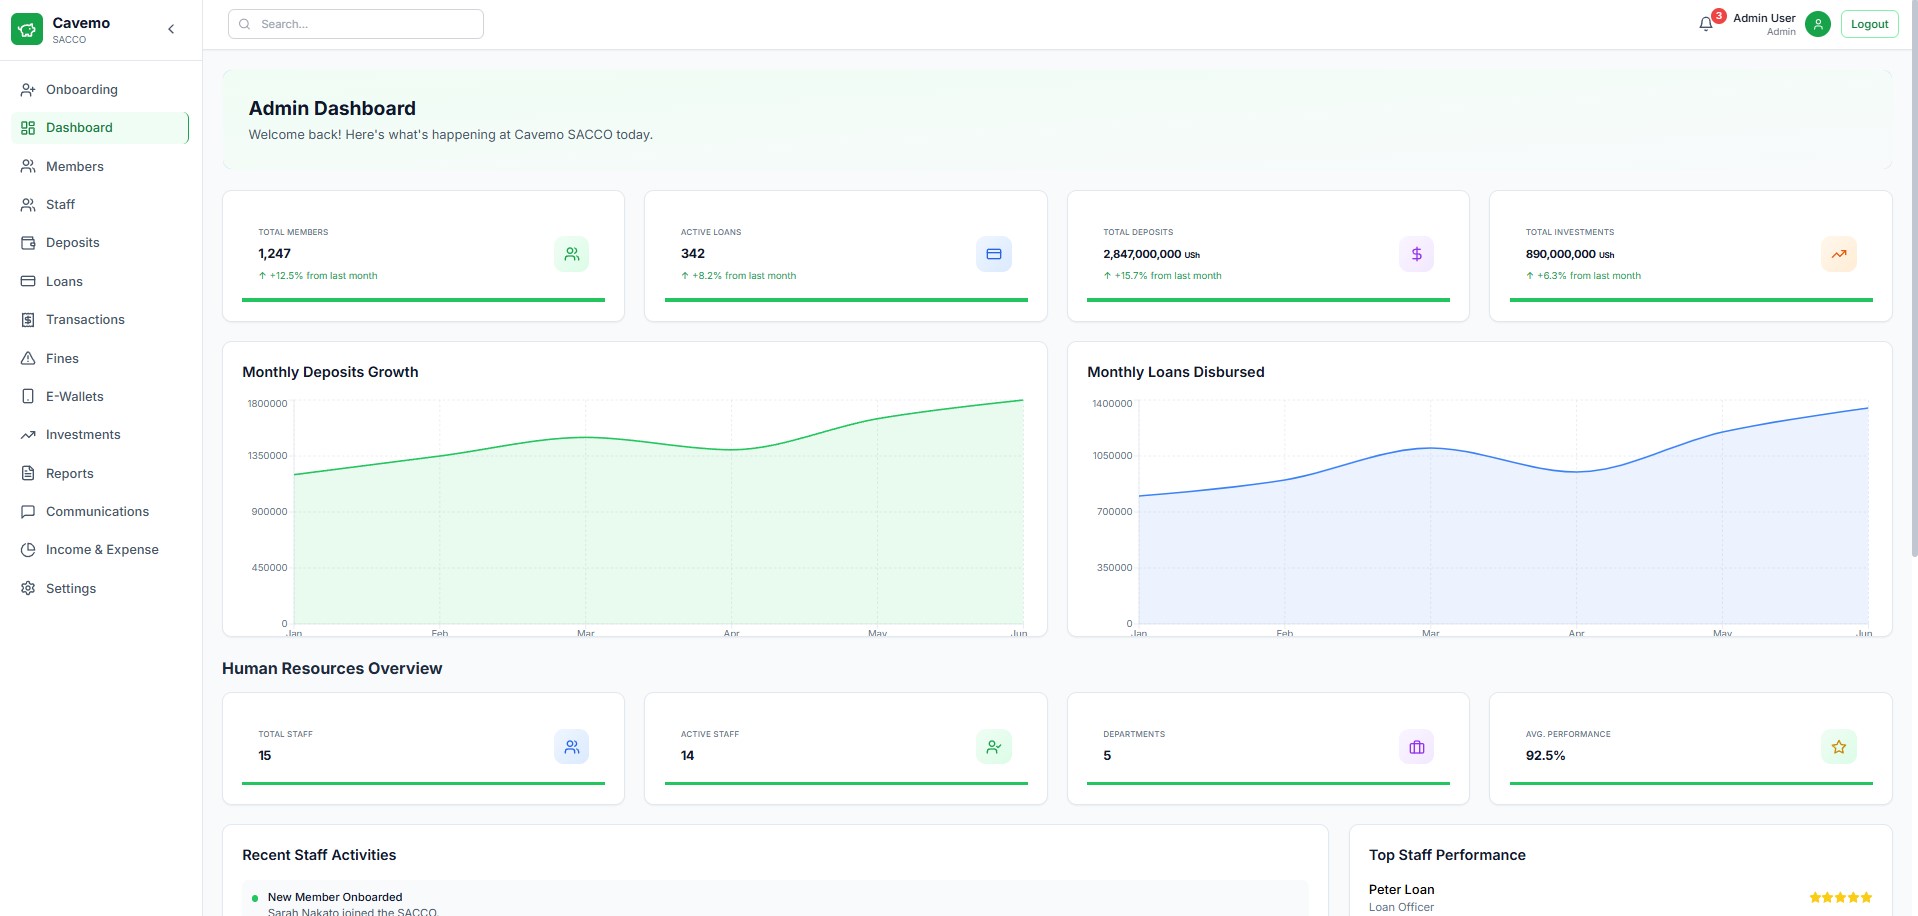 Cavemo
SACCO
Onboarding
Dashboard
Members
Staff
Deposits
Loans
Transactions
Fines
E-Wallets
Investments
Reports
Communications
Income & Expense
Settings
Search...
3
Admin User
Admin
Logout
Admin Dashboard
Welcome back! Here's what's happening at Cavemo SACCO today.
TOTAL MEMBERS
1,247
↑ +12.5% from last month
ACTIVE LOANS
342
↑ +8.2% from last month
TOTAL DEPOSITS
2,847,000,000 USh
↑ +15.7% from last month
TOTAL INVESTMENTS
890,000,000 USh
↑ +6.3% from last month
Monthly Deposits Growth
1800000
1350000
900000
450000
0
Jan Feb Mar Apr May Jun
Monthly Loans Disbursed
1400000
1050000
700000
350000
0
Jan Feb Mar Apr May Jun
Human Resources Overview
TOTAL STAFF
15
ACTIVE STAFF
14
DEPARTMENTS
5
AVG. PERFORMANCE
92.5%
Recent Staff Activities
New Member Onboarded
Sarah Nakato joined the SACCO.
Top Staff Performance
Peter Loan
Loan Officer